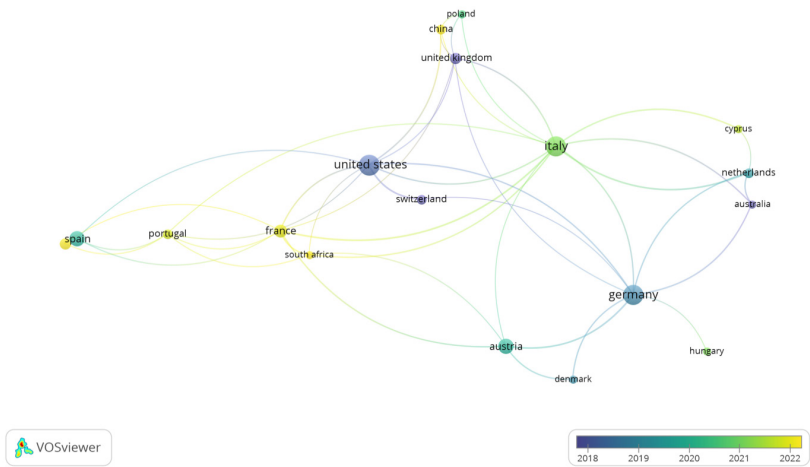 poland
china
united kingdom
cyprus
italy
united states
netherlands
switzerland
australia
portugal
france
spain
south africa
germany
austria
hungary
denmark
VOSviewer
2018 2019 2020 2021 2022